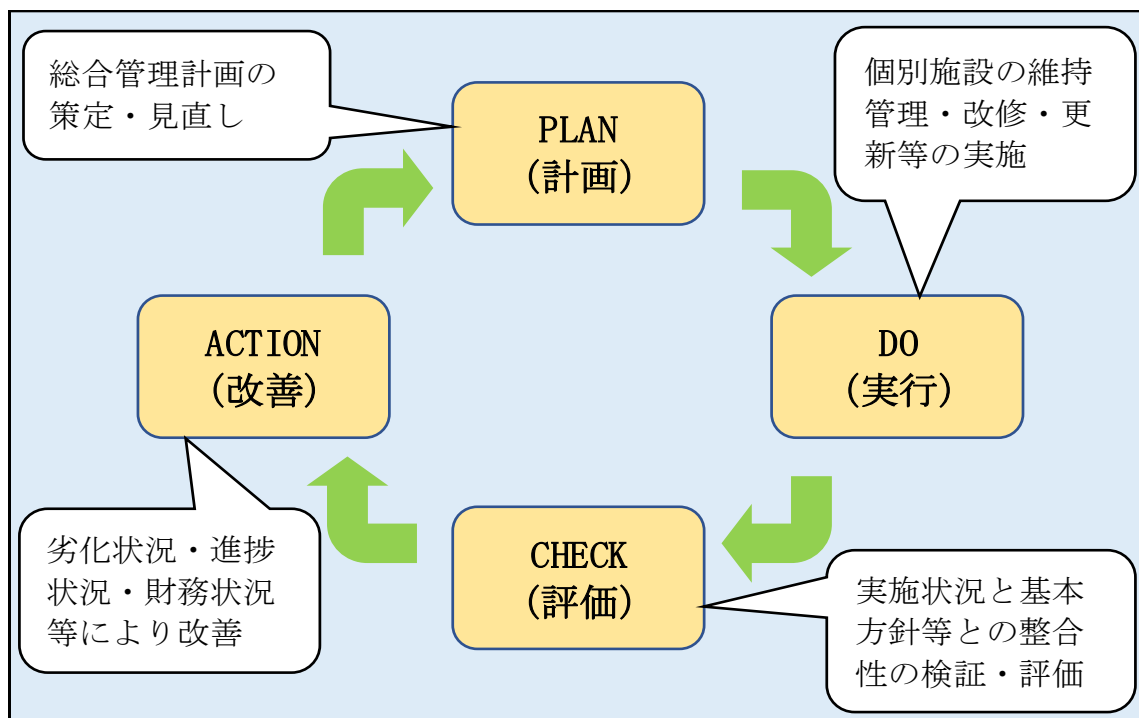 総合管理計画の
策定・見直し
PLAN
(計画)
個別施設の維持
管理・改修・更
新等の実施
DO
(実行)
CHECK
(評価)
実施状況と基本
方針等との整合
性の検証・評価
ACTION
(改善)
劣化状況・進捗
状況・財務状況
等により改善